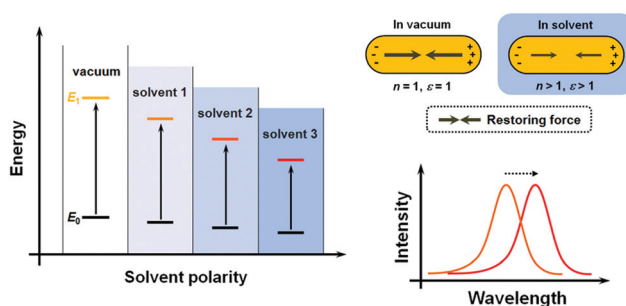 Energy
vacuum
E₁
E₀
solvent 1
solvent 2
solvent 3
Solvent polarity
In vacuum
- - -
+ + +
n = 1, ε = 1
In solvent
- - -
+ + +
n > 1, ε > 1
Restoring force
Intensity
Wavelength